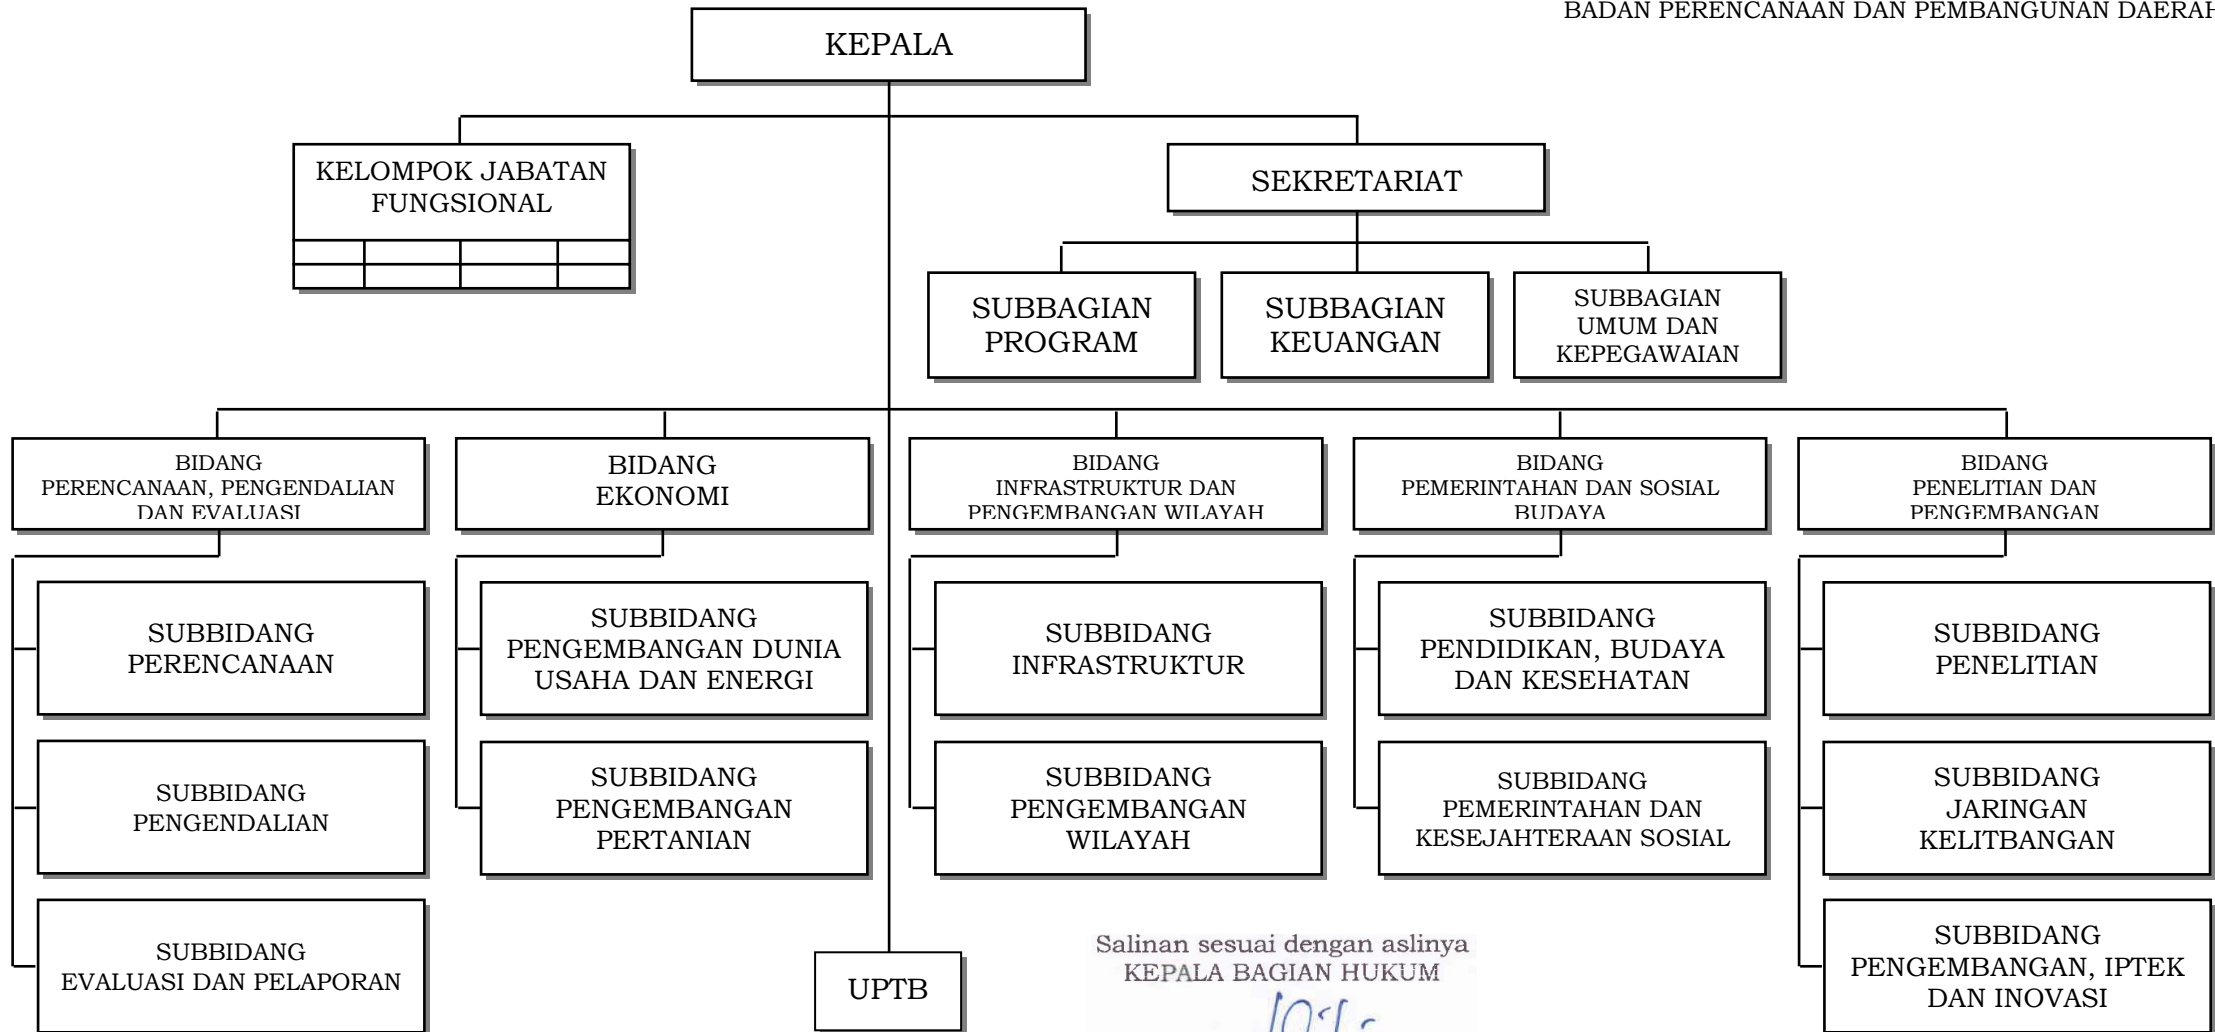 BADAN PERENCANAAN DAN PEMBANGUNAN DAERAH
KEPALA
KELOMPOK JABATAN
FUNGSIONAL
SEKRETARIAT
SUBBAGIAN
PROGRAM
SUBBAGIAN
KEUANGAN
SUBBAGIAN
UMUM DAN
KEPEGAWAIAN
BIDANG
PERENCANAAN, PENGENDALIAN
DAN EVALUASI
BIDANG
EKONOMI
BIDANG
INFRASTRUKTUR DAN
PENGEMBANGAN WILAYAH
BIDANG
PEMERINTAHAN DAN SOSIAL
BUDAYA
BIDANG
PENELITIAN DAN
PENGEMBANGAN
SUBBIDANG
PERENCANAAN
SUBBIDANG
PENGEMBANGAN DUNIA
USAHA DAN ENERGI
SUBBIDANG
INFRASTRUKTUR
SUBBIDANG
PENDIDIKAN, BUDAYA
DAN KESEHATAN
SUBBIDANG
PENELITIAN
SUBBIDANG
PENGENDALIAN
SUBBIDANG
PENGEMBANGAN
PERTANIAN
SUBBIDANG
PENGEMBANGAN
WILAYAH
SUBBIDANG
PEMERINTAHAN DAN
KESEJAHTERAAN SOSIAL
SUBBIDANG
JARINGAN
KELITBANGAN
SUBBIDANG
EVALUASI DAN PELAPORAN
UPTB
Salinan sesuai dengan aslinya
KEPALA BAGIAN HUKUM
SUBBIDANG
PENGEMBANGAN, IPTEK
DAN INOVASI